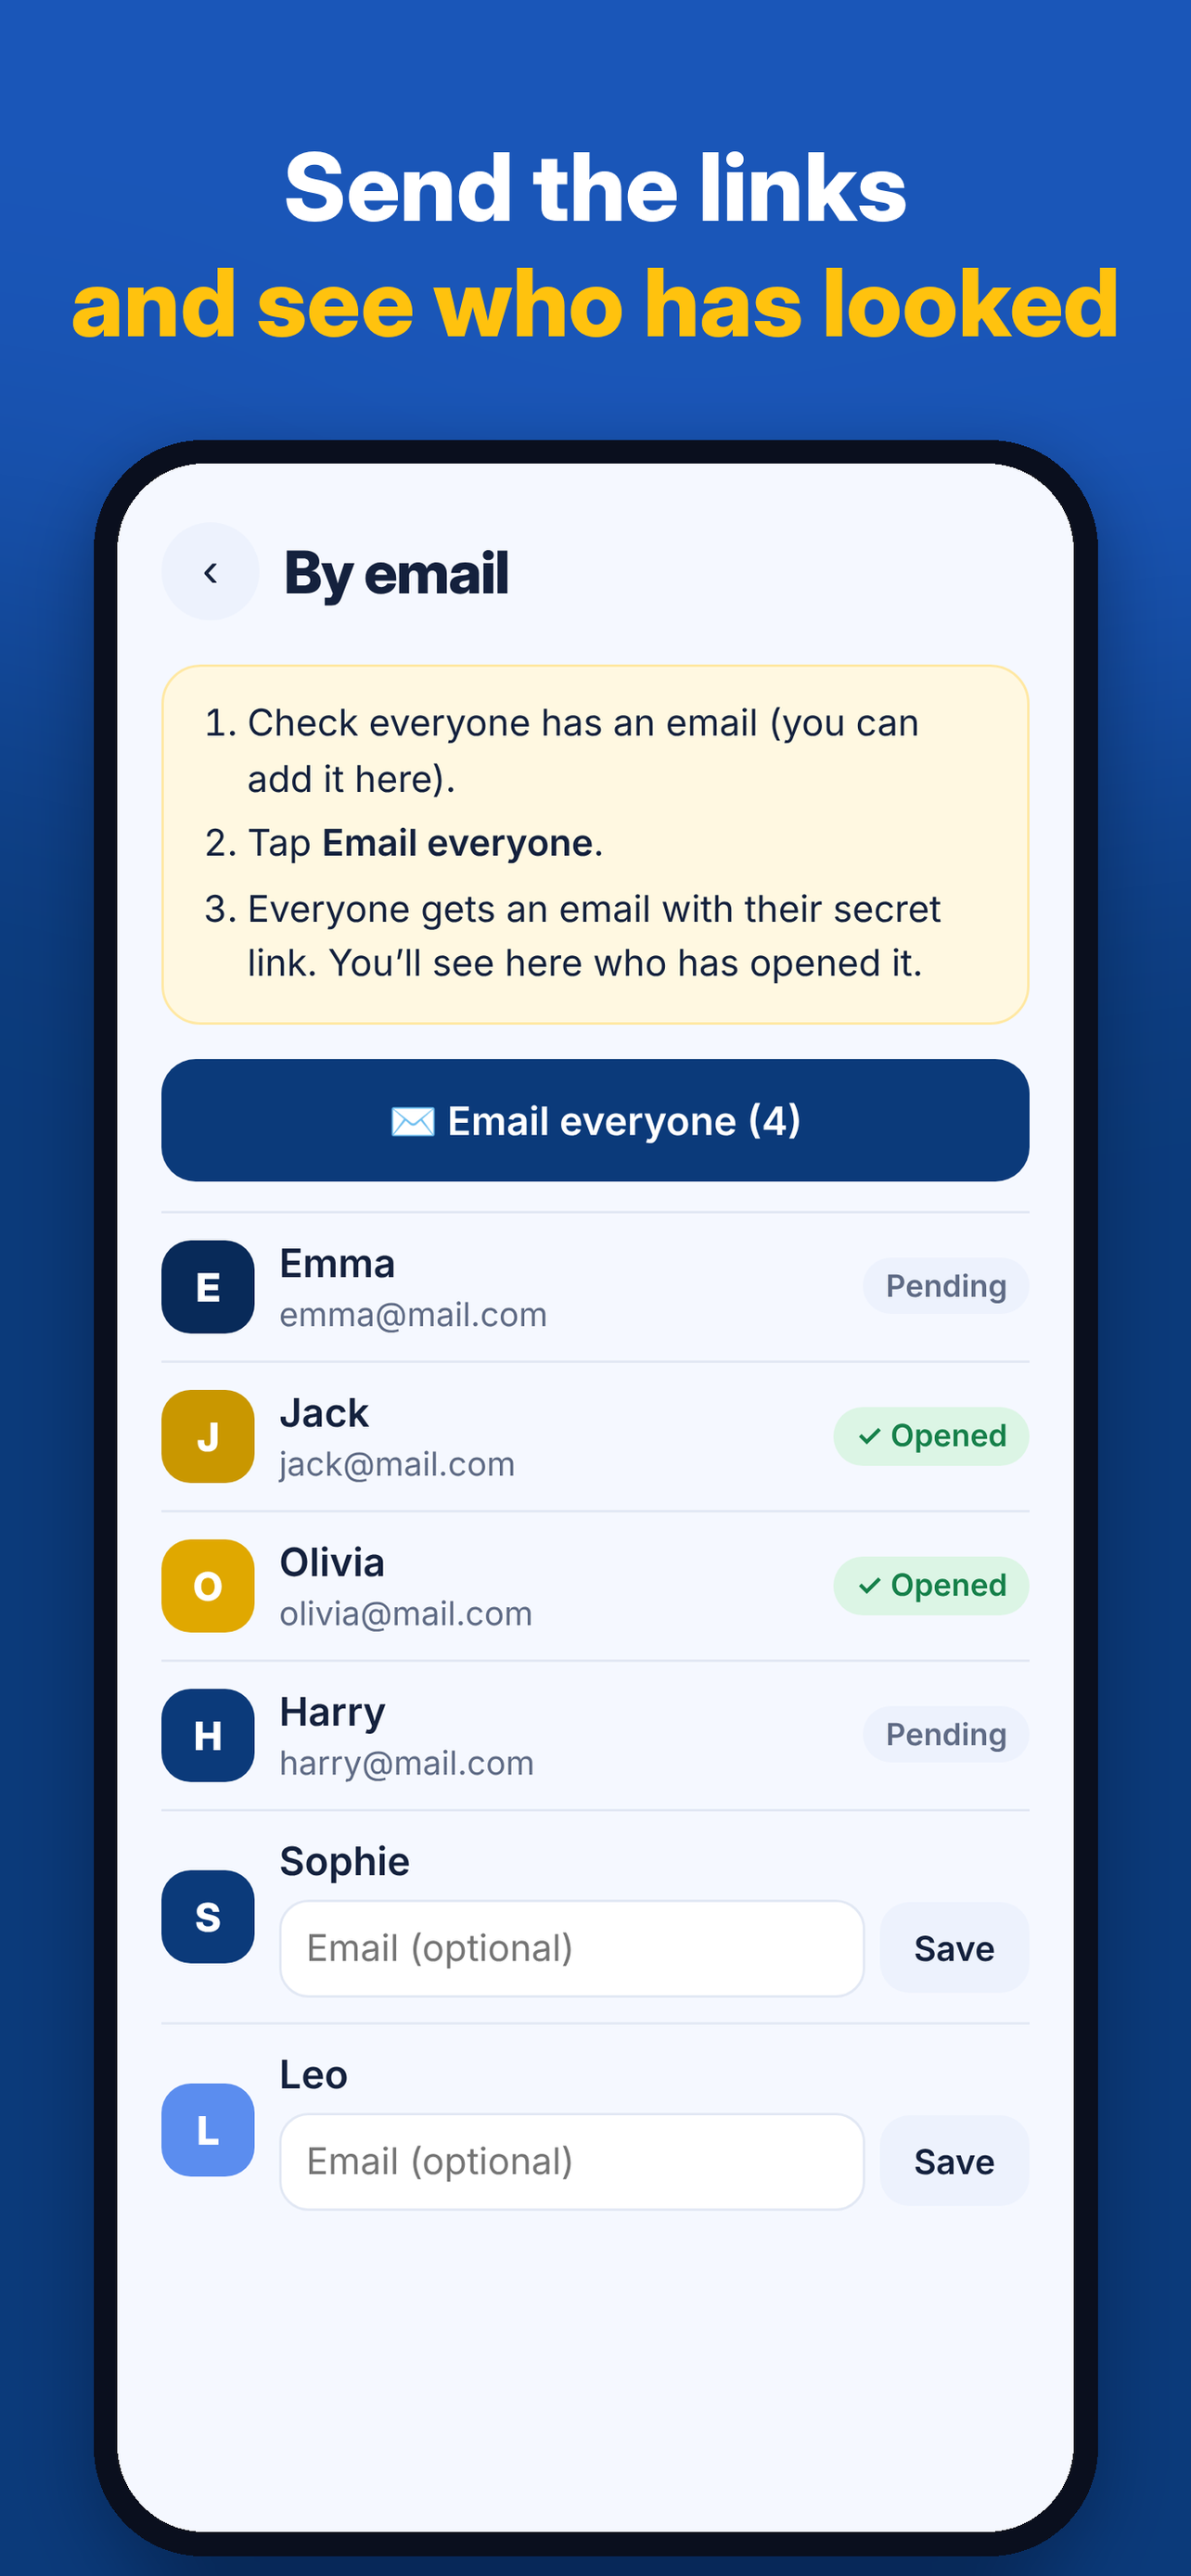 Send the links
and see who has looked
‹ By email
1. Check everyone has an email (you can
add it here).
2. Tap Email everyone.
3. Everyone gets an email with their secret
link. You’ll see here who has opened it.
✉️ Email everyone (4)
E
Emma
emma@mail.com
Pending
J
Jack
jack@mail.com
✓ Opened
O
Olivia
olivia@mail.com
✓ Opened
H
Harry
harry@mail.com
Pending
S
Sophie
Email (optional)
Save
L
Leo
Email (optional)
Save